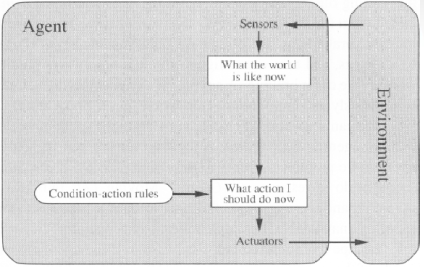 Agent
Sensors
What the world
is like now
Environment
Condition-action rules
What action I
should do now
Actuators